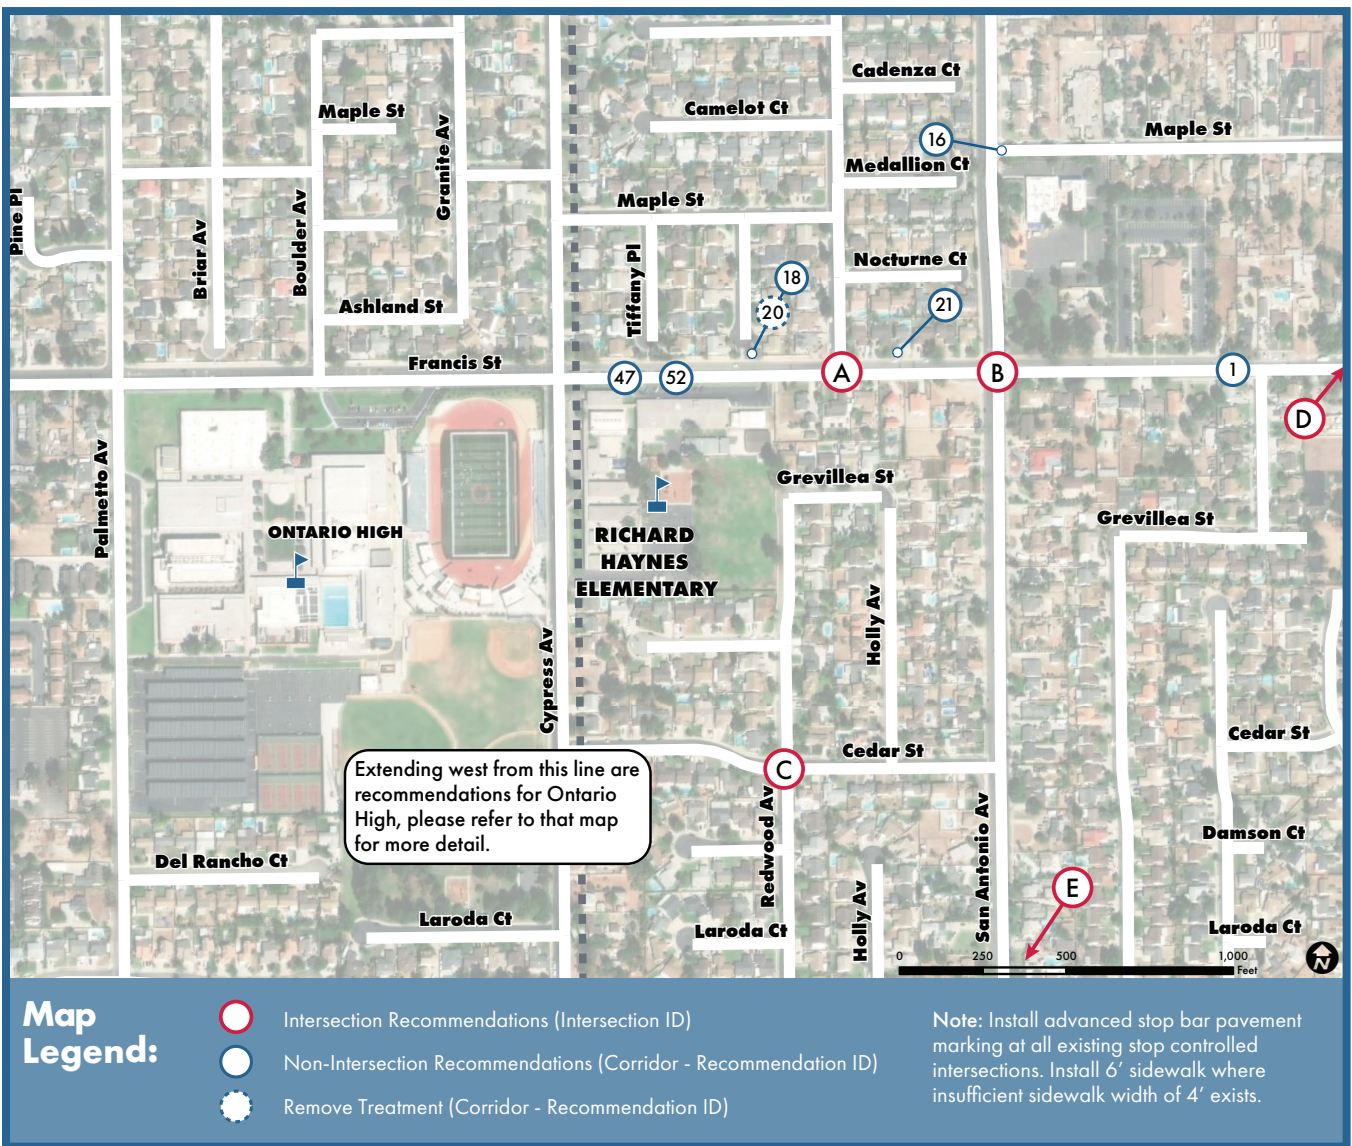 Cadenza Ct
Maple St
Camelot Ct
Granite Av
16
Maple St
Medallion Ct
Pine Pl
Maple St
Briar Av
Boulder Av
Tiffany Pl
Nocturne Ct
18
20
21
Ashland St
Francis St
47
52
A
B
1
D
Palmetto Av
Grevillea St
Grevillea St
ONTARIO HIGH
RICHARD
HAYNES
ELEMENTARY
Holly Av
Cypress Av
Cedar St
Cedar St
C
Extending west from this line are
recommendations for Ontario
High, please refer to that map
for more detail.
Redwood Av
San Antonio Av
Damson Ct
Del Rancho Ct
E
Holly Av
Laroda Ct
Laroda Ct
Laroda Ct
0 250 500 1,000
Feet
N
Map
Legend:
Intersection Recommendations (Intersection ID)
Non-Intersection Recommendations (Corridor - Recommendation ID)
Remove Treatment (Corridor - Recommendation ID)
Note: Install advanced stop bar pavement
marking at all existing stop controlled
intersections. Install 6’ sidewalk where
insufficient sidewalk width of 4’ exists.